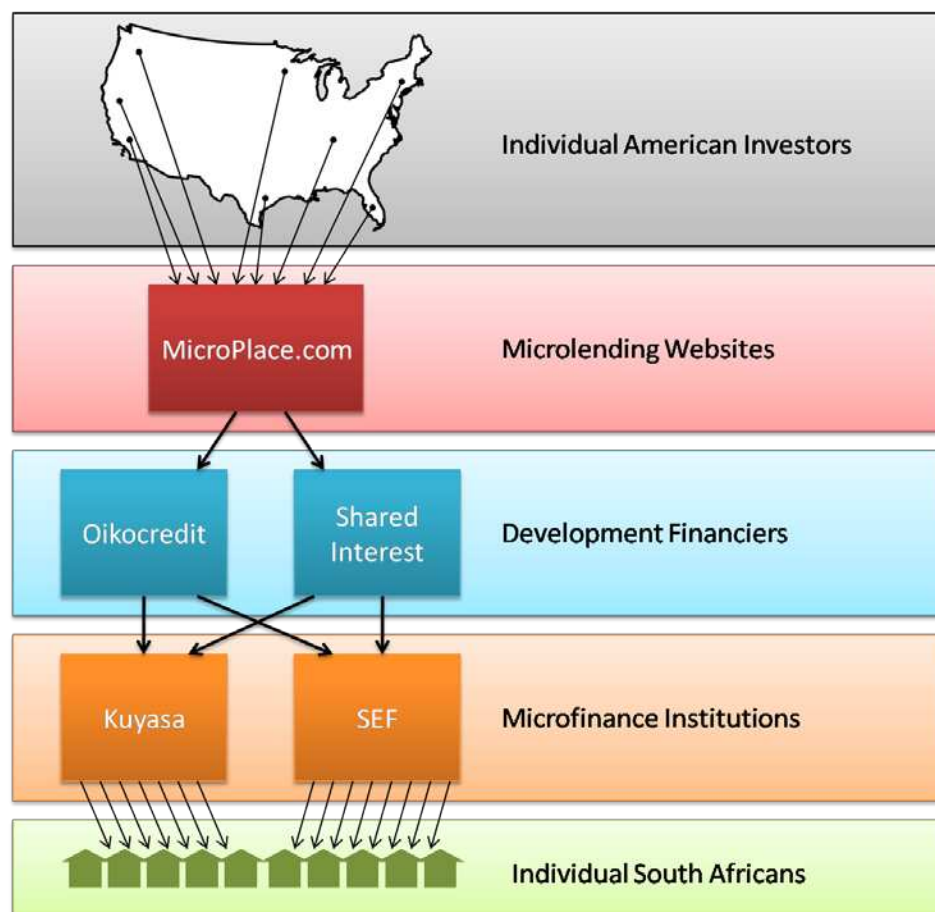 Individual American Investors
MicroPlace.com
Microlending Websites
Oikocredit
Shared
Interest
Development Financiers
Kuyasa
SEF
Microfinance Institutions
Individual South Africans